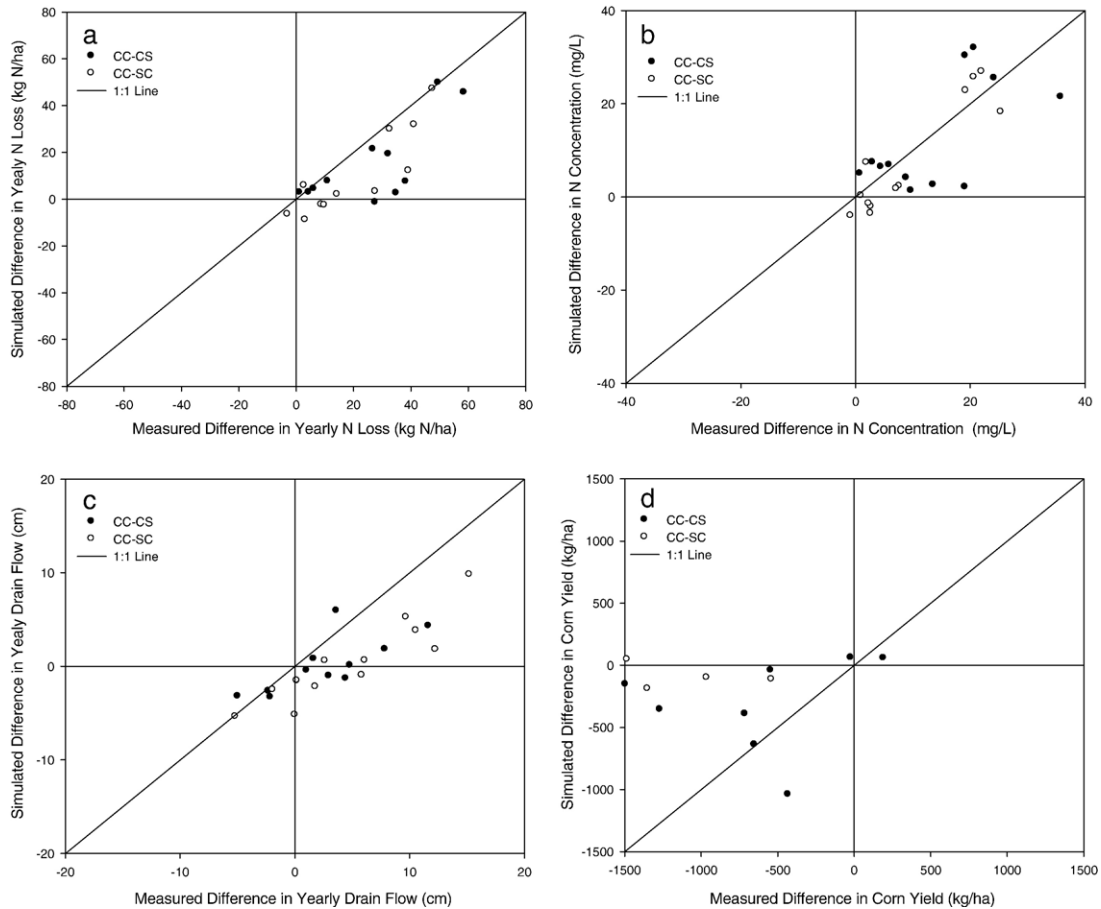 a
CC-CS
CC-SC
1:1 Line
80
60
40
20
0
-20
-40
-60
-80
-80 -60 -40 -20 0 20 40 60 80
Simulated Difference in Yealy N Loss (kg N/ha)
Measured Difference in Yearly N Loss (kg N/ha)
b
CC-CS
CC-SC
1:1 Line
40
20
0
-20
-40
-40 -20 0 20 40
Simulated Difference in N Concentration (mg/L)
Measured Difference in N Concentration (mg/L)
c
CC-CS
CC-SC
1:1 Line
20
10
0
-10
-20
-20 -10 0 10 20
Simulated Difference in Yealy Drain Flow (cm)
Measured Difference in Yearly Drain Flow (cm)
d
CC-CS
CC-SC
1:1 Line
1500
1000
500
0
-500
-1000
-1500
-1500 -1000 -500 0 500 1000 1500
Simulated Difference in Corn Yield (kg/ha)
Measured Difference in Corn Yield (kg/ha)